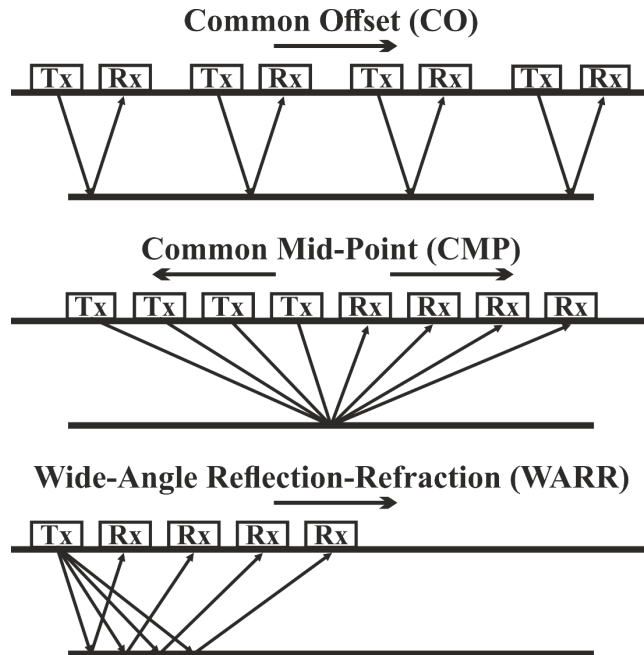 Common Offset (CO)
Tx Rx Tx Rx Tx Rx Tx Rx
Common Mid-Point (CMP)
Tx Tx Tx Tx Rx Rx Rx Rx
Wide-Angle Reflection-Refraction (WARR)
Tx Rx Rx Rx Rx